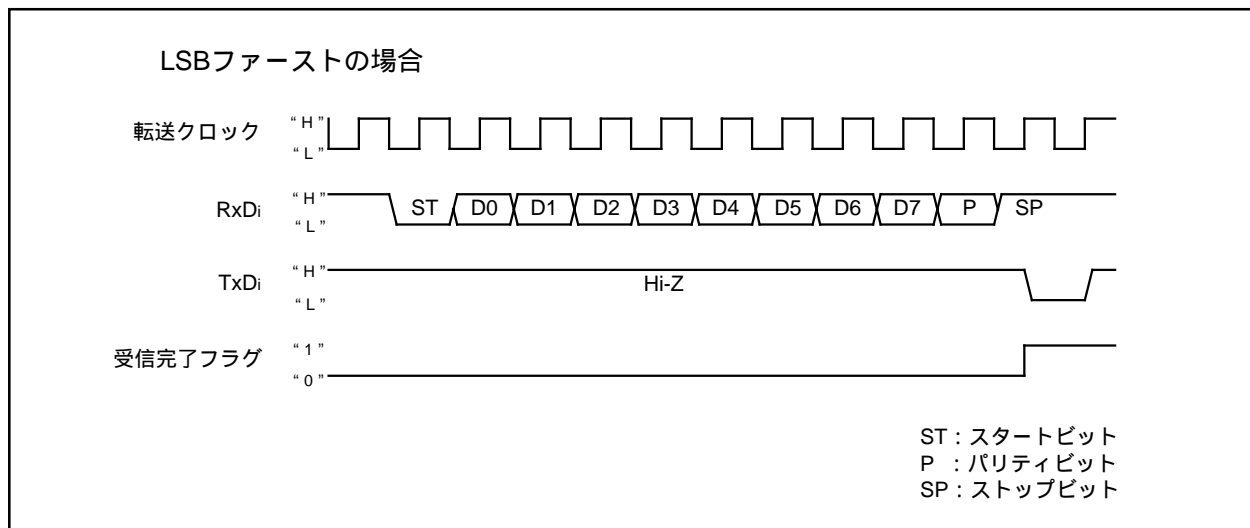 LSBファーストの場合
転送クロック “ H ”
“ L ”
RxDi “ H ”
“ L ”
ST D0 D1 D2 D3 D4 D5 D6 D7 P SP
TxDi “ H ”
“ L ”
Hi-Z
受信完了フラグ “ 1 ”
“ 0 ”
ST：スタートビット
P ：パリティビット
SP：ストップビット